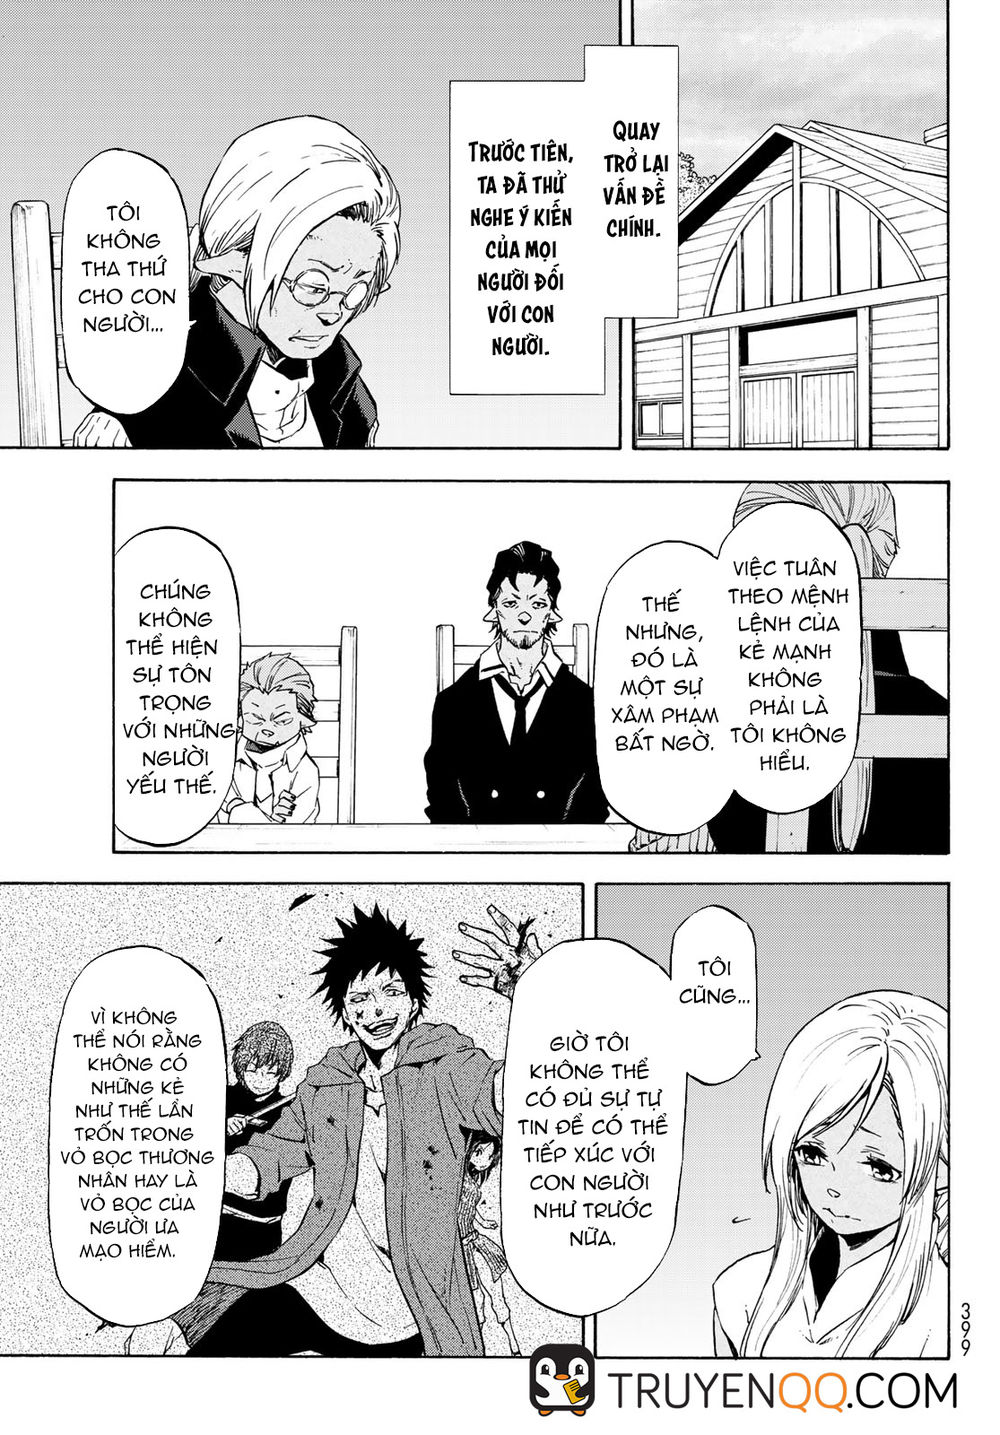 QUAY
TRỞ LẠI
VẤN ĐỀ
CHÍNH.
TRƯỚC TIÊN,
TA ĐÃ THỬ
NGHE Ý KIẾN
CỦA MỌI
NGƯỜI ĐỐI
VỚI CON
NGƯỜI.
TÔI
KHÔNG
THA THỨ
CHO CON
NGƯỜI...
VIỆC TUÂN
THEO MỆNH
LỆNH CỦA
KẺ MẠNH
KHÔNG
PHẢI LÀ
TÔI KHÔNG
HIỂU.
THẾ
NHƯNG,
ĐÓ LÀ
MỘT SỰ
XÂM PHẠM
BẤT NGỜ.
CHÚNG
KHÔNG
THỂ HIỆN
SỰ TÔN
TRỌNG
VỚI NHỮNG
NGƯỜI
YẾU THẾ.
TÔI
CŨNG...
GIỜ TÔI
KHÔNG THỂ
CÓ ĐỦ SỰ TỰ
TIN ĐỂ CÓ THỂ
TIẾP XÚC VỚI
CON NGƯỜI
NHƯ TRƯỚC
NỮA.
VÌ KHÔNG
THỂ NÓI RẰNG
KHÔNG CÓ
NHỮNG KẺ
NHƯ THẾ LẨN
TRỐN TRONG
VỎ BỌC THƯƠNG
NHÂN HAY LÀ
VỎ BỌC CỦA
NGƯỜI ƯA
MẠO HIỂM.
399
TRUYENQQ.COM